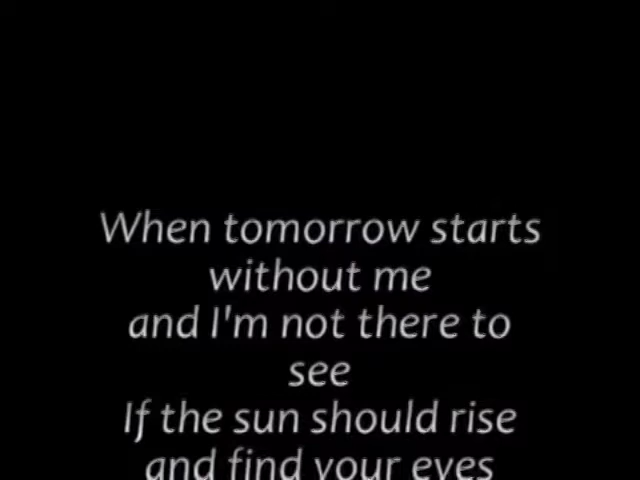 When tomorrow starts
without me
and I'm not there to
see
If the sun should rise
and find your eyes